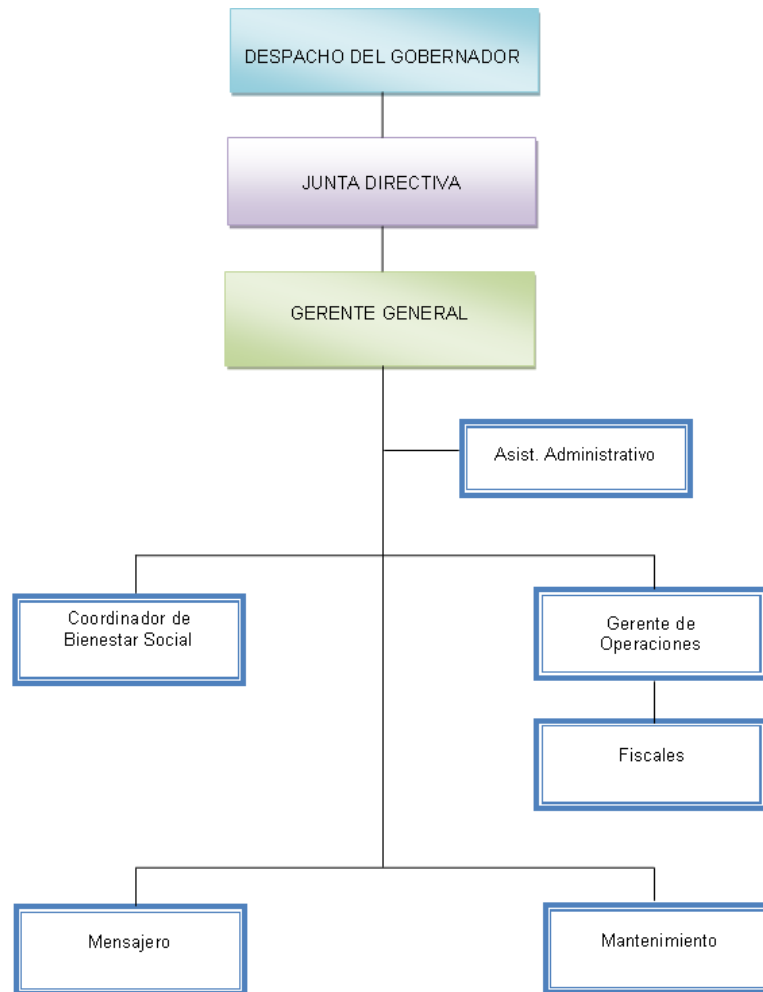 DESPACHO DEL GOBERNADOR
JUNTA DIRECTIVA
GERENTE GENERAL
Asist. Administrativo
Coordinador de
Bienestar Social
Gerente de
Operaciones
Fiscales
Mensajero
Mantenimiento